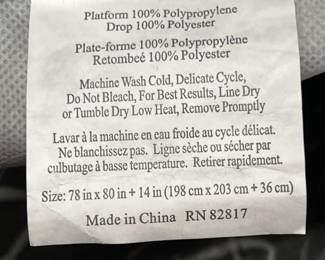 Platform 100% Polypropylene
Drop 100% Polyester
Plate-forme 100% Polypropylène
Retombeé 100% Polyester
Machine Wash Cold, Delicate Cycle,
Do Not Bleach, For Best Results, Line Dry
or Tumble Dry Low Heat, Remove Promptly
Lavar à la machine en eau froide au cycle délicat.
Ne blanchissez pas. Ligne sèche ou sécher par
culbutage à basse temperature. Retirer rapidement.
Size: 78 in x 80 in + 14 in (198 cm x 203 cm + 36 cm)
Made in China RN 82817